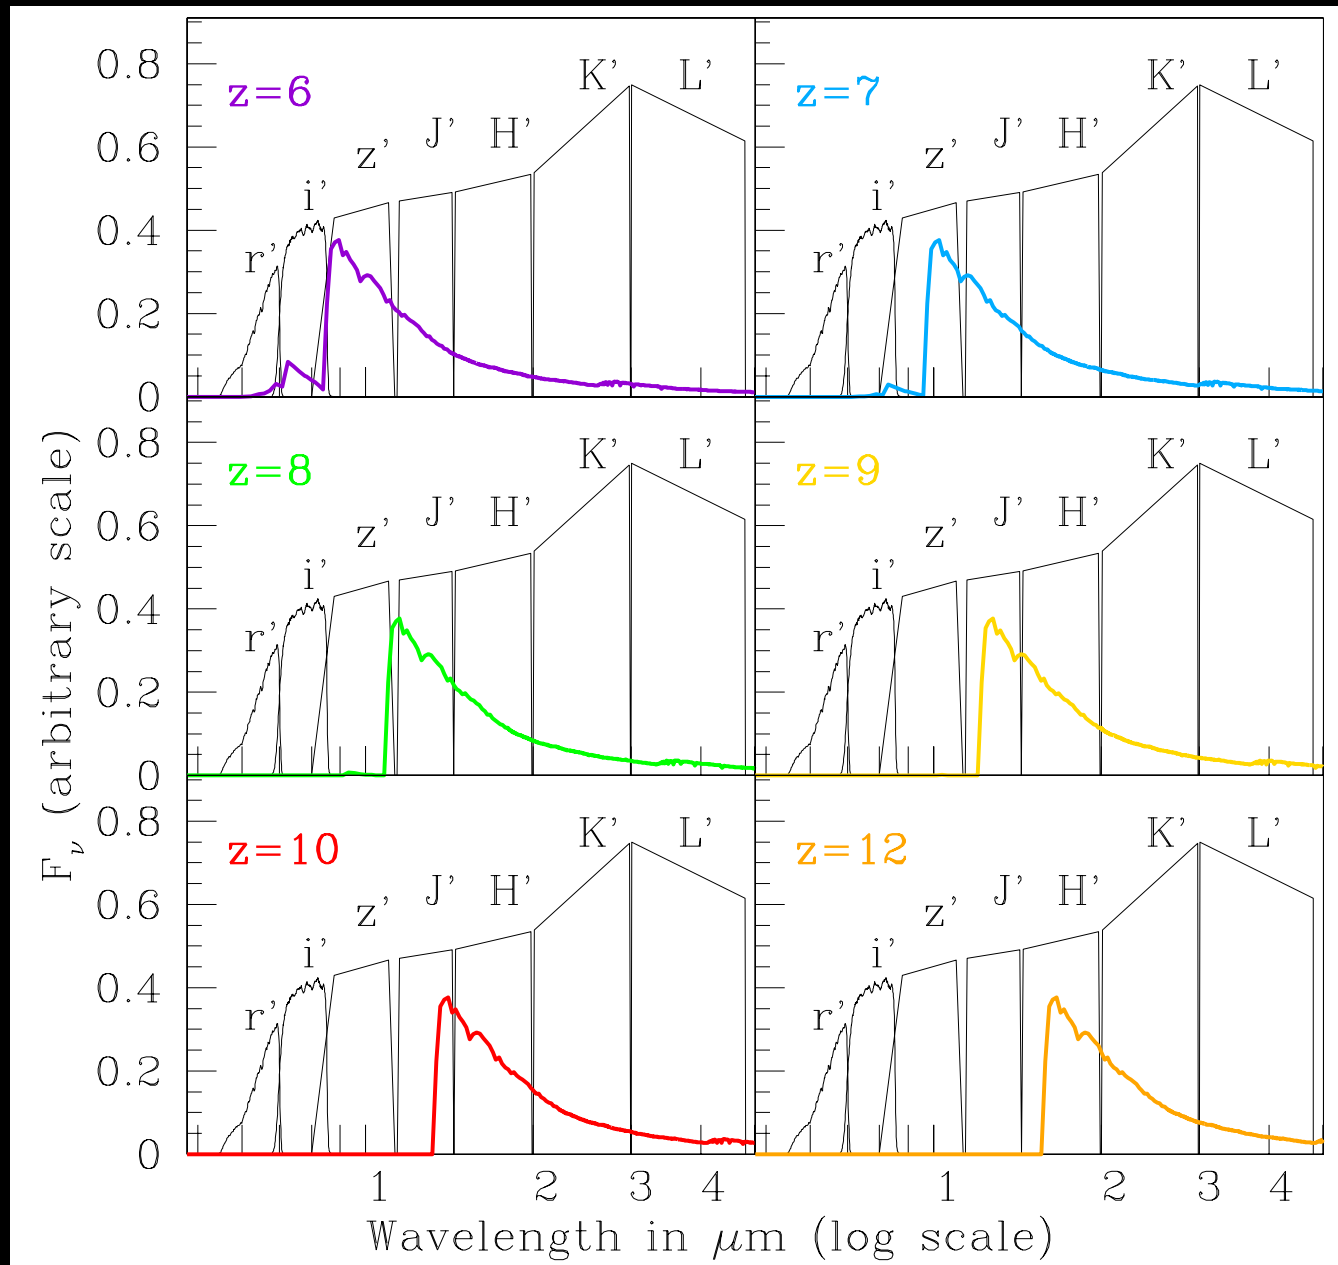 0.8
z=6
r'
i'
z'
J'
H'
K'
L'
0.6
0.4
0.2
0
z=7
r'
i'
z'
J'
H'
K'
L'
0.8
z=8
r'
i'
z'
J'
H'
K'
L'
0.6
0.4
0.2
0
z=9
r'
i'
z'
J'
H'
K'
L'
0.8
z=10
r'
i'
z'
J'
H'
K'
L'
0.6
0.4
0.2
0
z=12
r'
i'
z'
J'
H'
K'
L'
F_ν (arbitrary scale)
1 2 3 4
1 2 3 4
Wavelength in μm (log scale)